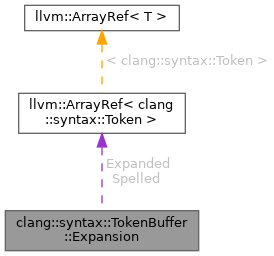 llvm::ArrayRef< T >
< clang::syntax::Token >
llvm::ArrayRef< clang
::syntax::Token >
Expanded
Spelled
clang::syntax::TokenBuffer
::Expansion